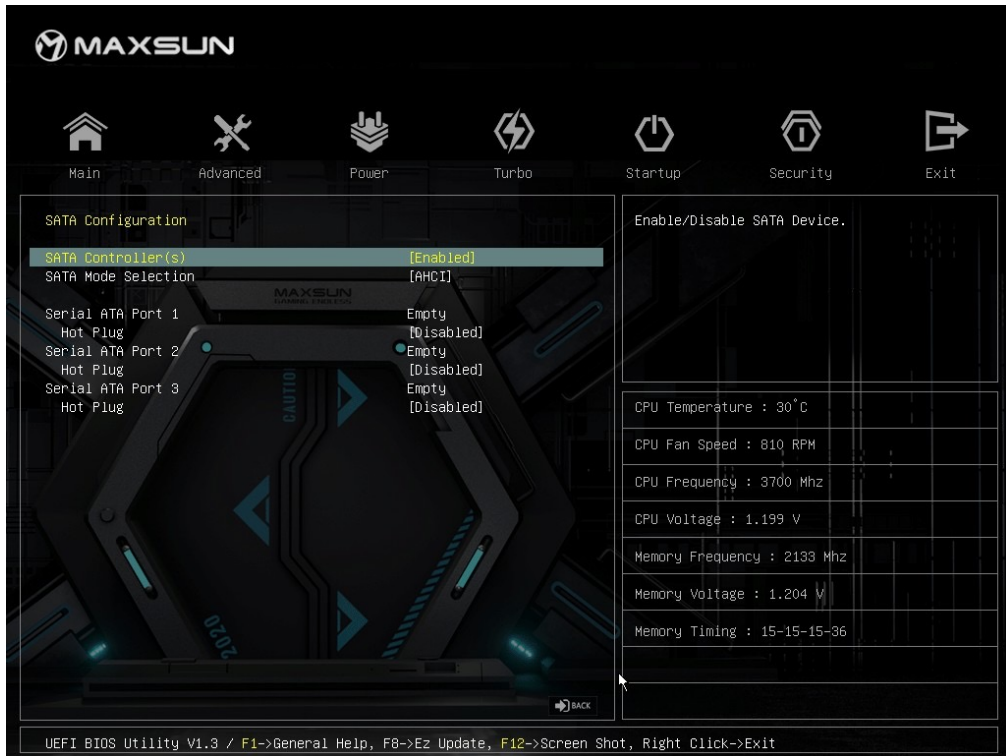 MAXSUN
Main Advanced Power Turbo Startup Security Exit
SATA Configuration
SATA Controller(s) [Enabled]
SATA Mode Selection [AHCI]
MAXSUN
GAMING ENDLESS
Serial ATA Port 1 Empty
Hot Plug [Disabled]
Serial ATA Port 2 Empty
Hot Plug [Disabled]
Serial ATA Port 3 Empty
Hot Plug [Disabled]
CAUTION
2020
BACK
Enable/Disable SATA Device.
CPU Temperature : 30°C
CPU Fan Speed : 810 RPM
CPU Frequency : 3700 Mhz
CPU Voltage : 1.199 V
Memory Frequency : 2133 Mhz
Memory Voltage : 1.204 V
Memory Timing : 15-15-15-36
UEFI BIOS Utility V1.3 / F1->General Help, F8->Ez Update, F12->Screen Shot, Right Click->Exit